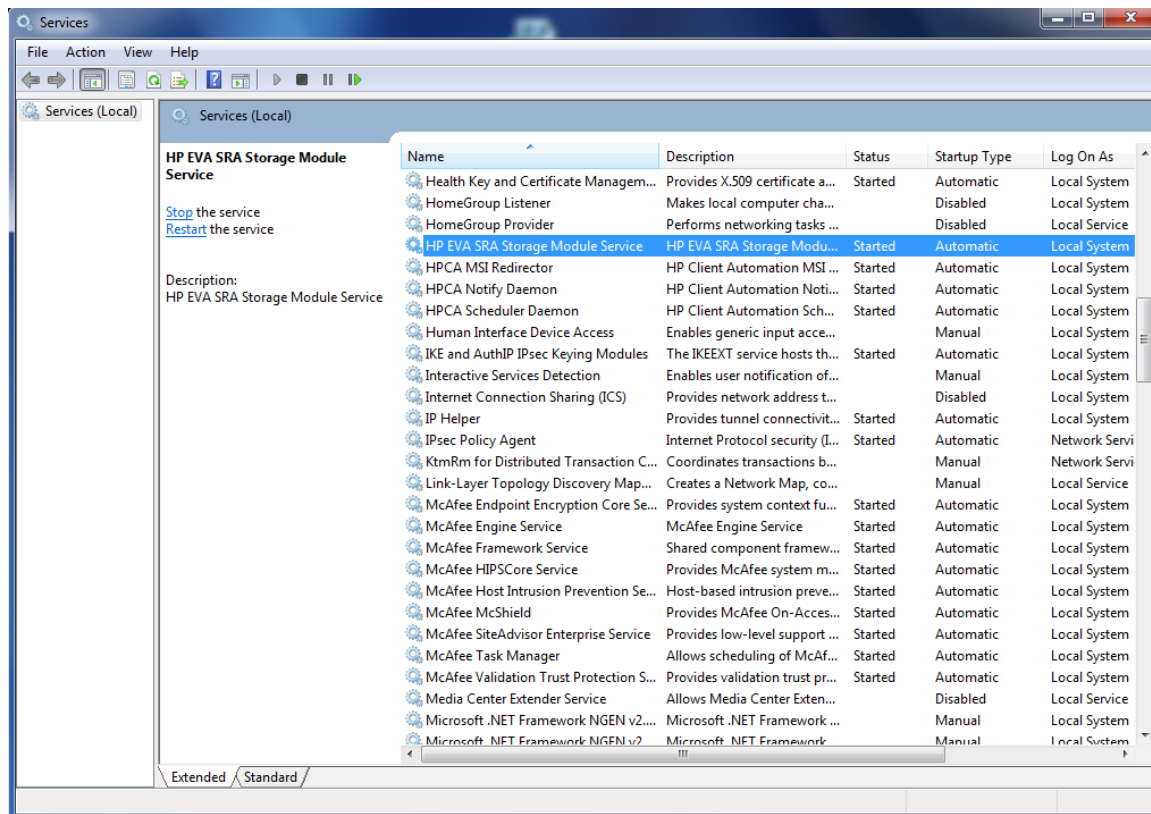 Services
File Action View Help
Services (Local)
Services (Local)
HP EVA SRA Storage Module Service
Stop the service
Restart the service
Description:
HP EVA SRA Storage Module Service
Name Description Status Startup Type Log On As
Health Key and Certificate Managem... Provides X.509 certificate a... Started Automatic Local System
HomeGroup Listener Makes local computer cha... Disabled Local System
HomeGroup Provider Performs networking tasks ... Disabled Local Service
HP EVA SRA Storage Module Service HP EVA SRA Storage Modu... Started Automatic Local System
HPCA MSI Redirector HP Client Automation MSI ... Started Automatic Local System
HPCA Notify Daemon HP Client Automation Noti... Started Automatic Local System
HPCA Scheduler Daemon HP Client Automation Sch... Started Automatic Local System
Human Interface Device Access Enables generic input acce... Manual Local System
IKE and AuthIP IPsec Keying Modules The IKEEXT service hosts th... Started Automatic Local System
Interactive Services Detection Enables user notification of... Manual Local System
Internet Connection Sharing (ICS) Provides network address t... Disabled Local System
IP Helper Provides tunnel connectivit... Started Automatic Local System
IPsec Policy Agent Internet Protocol security (I... Started Automatic Network Servi
KtmRm for Distributed Transaction C... Coordinates transactions b... Manual Network Servi
Link-Layer Topology Discovery Map... Creates a Network Map, co... Manual Local Service
McAfee Endpoint Encryption Core Se... Provides system context fu... Started Automatic Local System
McAfee Engine Service McAfee Engine Service Started Automatic Local System
McAfee Framework Service Shared component framew... Started Automatic Local System
McAfee HIPSCore Service Provides McAfee system m... Started Automatic Local System
McAfee Host Intrusion Prevention Se... Host-based intrusion preve... Started Automatic Local System
McAfee McShield Provides McAfee On-Acces... Started Automatic Local System
McAfee SiteAdvisor Enterprise Service Provides low-level support ... Started Automatic Local System
McAfee Task Manager Allows scheduling of McAf... Started Automatic Local System
McAfee Validation Trust Protection S... Provides validation trust pr... Started Automatic Local System
Media Center Extender Service Allows Media Center Exten... Disabled Local Service
Microsoft .NET Framework NGEN v2.... Microsoft .NET Framework ... Manual Local System
Microsoft .NET Framework NGEN v2 Microsoft .NET Framework Manual Local System
Extended Standard